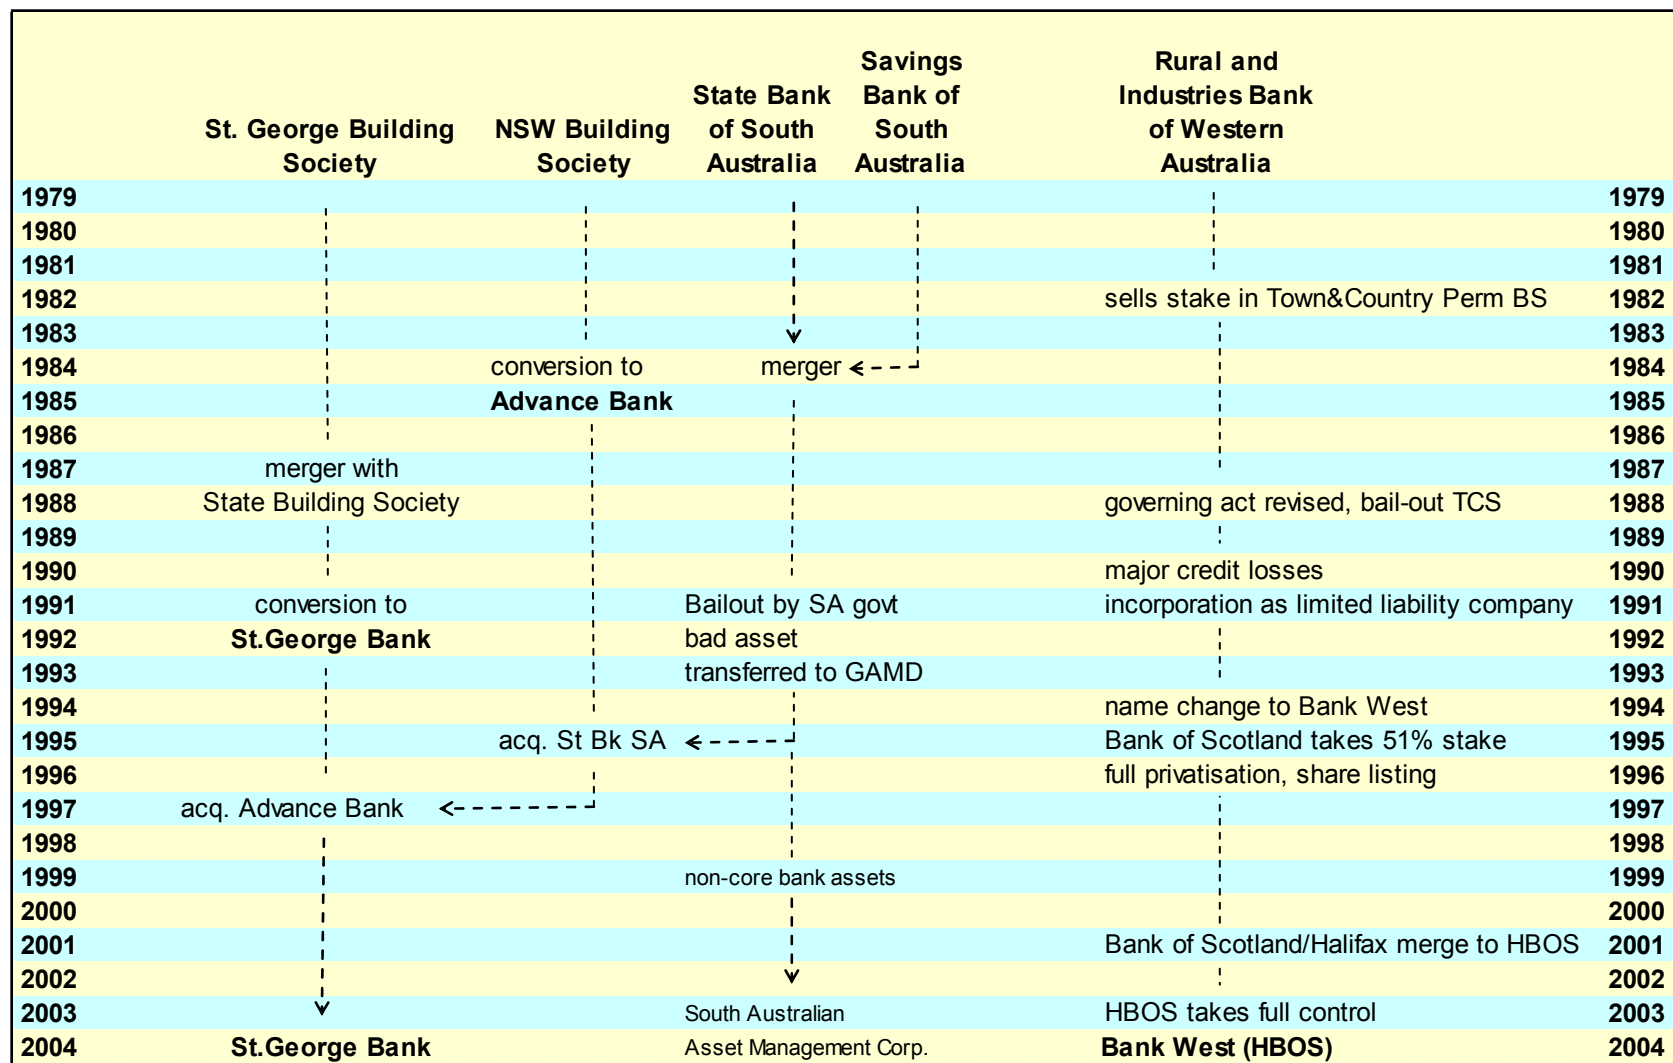 St. George Building
Society
NSW Building
Society
State Bank
of South
Australia
Savings
Bank of
South
Australia
Rural and
Industries Bank
of Western
Australia
1979 1979
1980 1980
1981 1981
1982 sells stake in Town&Country Perm BS 1982
1983 1983
1984 conversion to merger 1984
1985 Advance Bank 1985
1986 1986
1987 merger with 1987
1988 State Building Society governing act revised, bail-out TCS 1988
1989 1989
1990 major credit losses 1990
1991 conversion to Bailout by SA govt incorporation as limited liability company 1991
1992 St.George Bank bad asset 1992
1993 transferred to GAMD 1993
1994 name change to Bank West 1994
1995 acq. St Bk SA Bank of Scotland takes 51% stake 1995
1996 full privatisation, share listing 1996
1997 acq. Advance Bank 1997
1998 1998
1999 non-core bank assets 1999
2000 2000
2001 Bank of Scotland/Halifax merge to HBOS 2001
2002 2002
2003 South Australian HBOS takes full control 2003
2004 St.George Bank Asset Management Corp. Bank West (HBOS) 2004